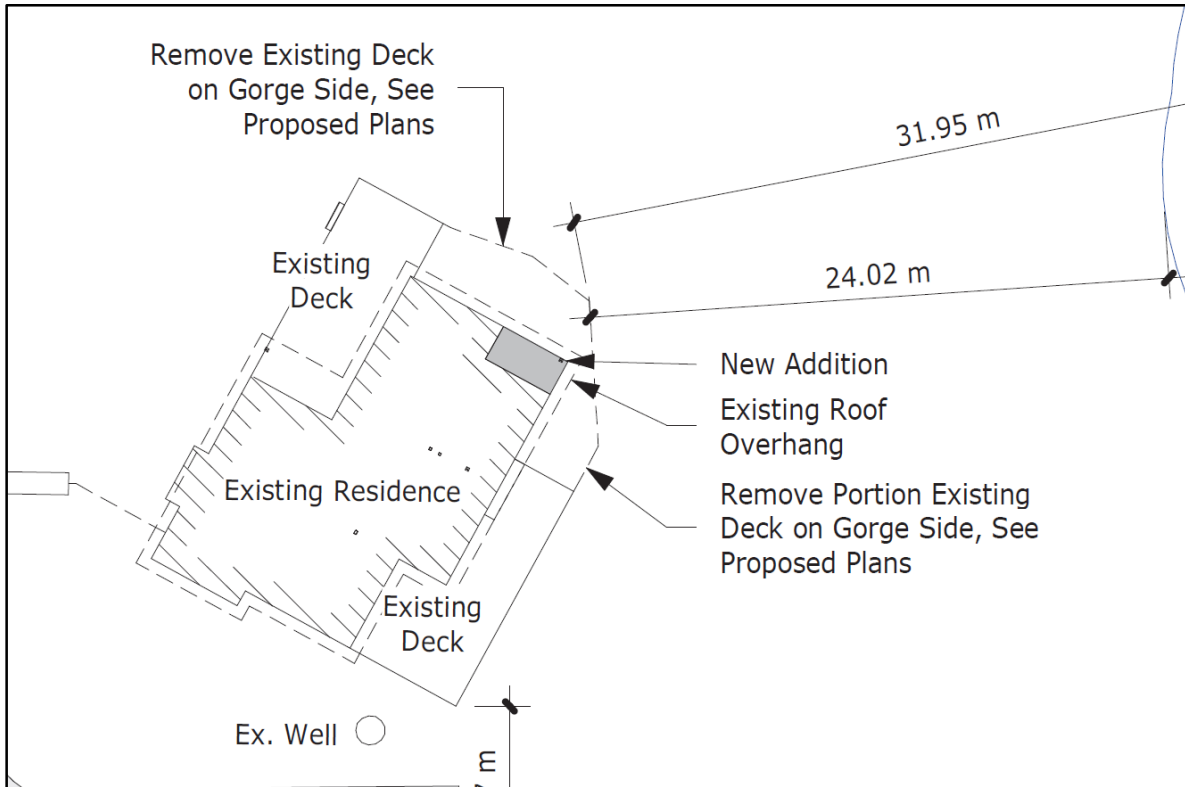 Remove Existing Deck
on Gorge Side, See
Proposed Plans
31.95 m
Existing
Deck
24.02 m
New Addition
Existing Roof
Overhang
Existing Residence
Remove Portion Existing
Deck on Gorge Side, See
Proposed Plans
Existing
Deck
Ex. Well
m